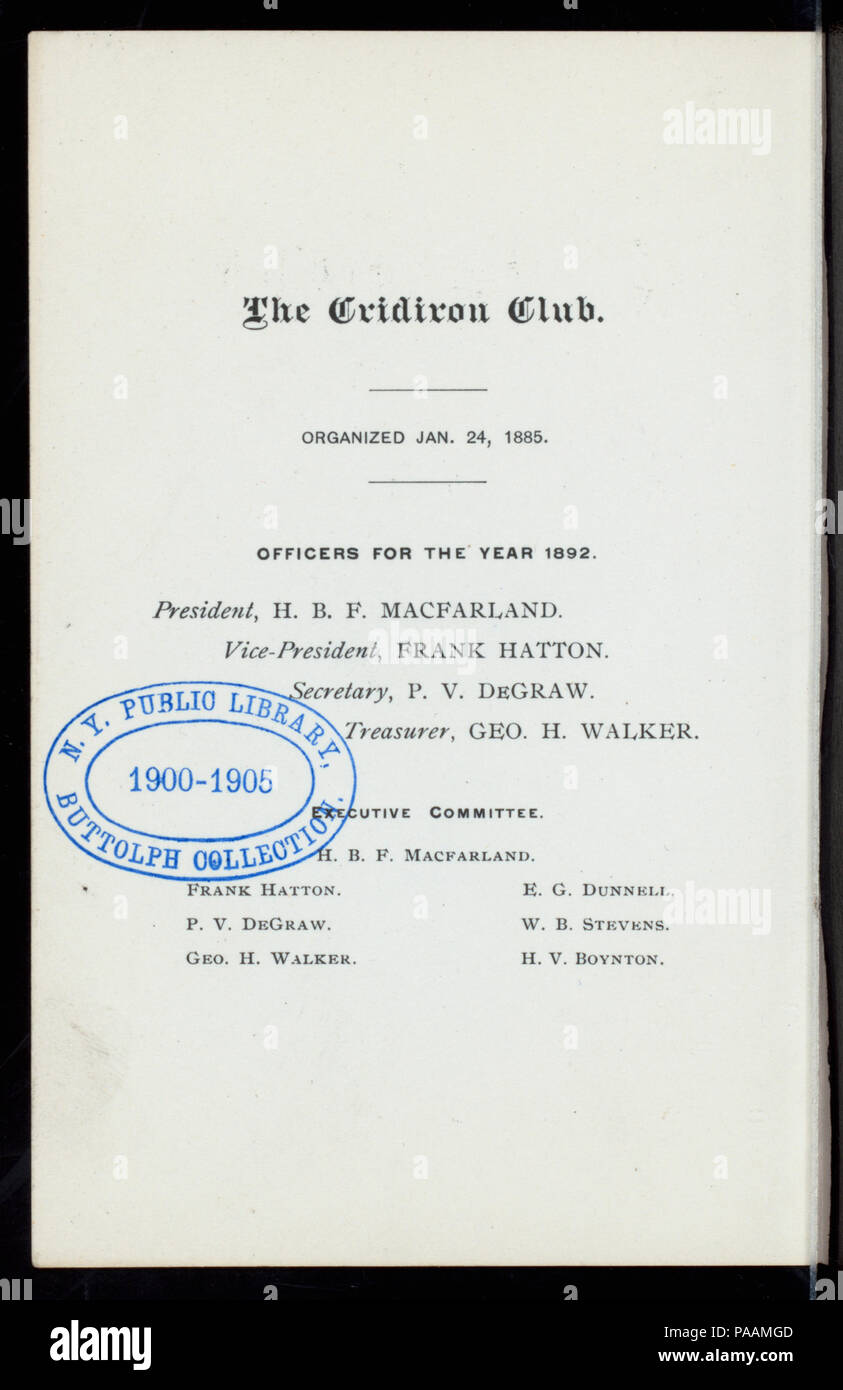 alamy
The Gridiron Club.
ORGANIZED JAN. 24, 1885.
OFFICERS FOR THE YEAR 1892.
President, H. B. F. MACFARLAND.
Vice-President, FRANK HATTON.
Secretary, P. V. DEGRAW.
Treasurer, GEO. H. WALKER.
N. Y. PUBLIC LIBRARY,
1900-1905
BUTTOLPH COLLECTION.
EXECUTIVE COMMITTEE.
H. B. F. MACFARLAND.
FRANK HATTON. E. G. DUNNELL.
P. V. DEGRAW. W. B. STEVENS.
GEO. H. WALKER. H. V. BOYNTON.
alamy
alamy
Image ID: PAAMGD
www.alamy.com